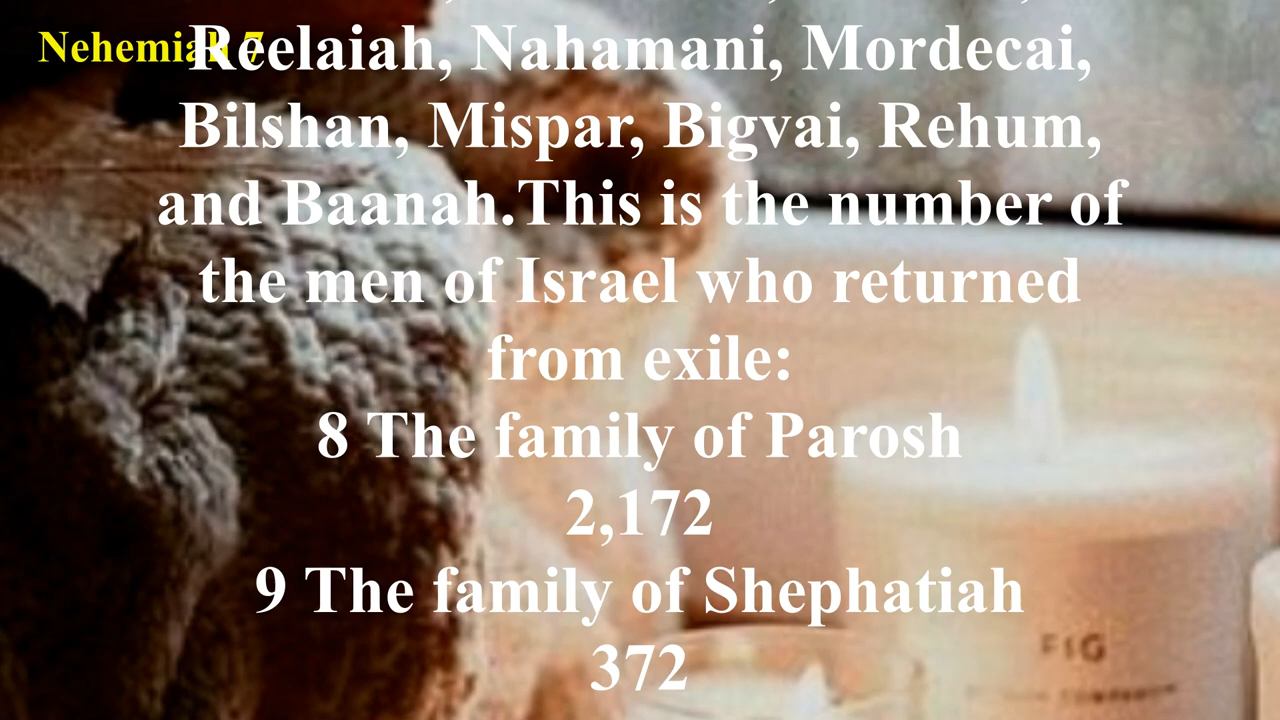 Nehemiah 7
Reelaiah, Nahamani, Mordecai,
Bilshan, Mispar, Bigvai, Rehum,
and Baanah.This is the number of
the men of Israel who returned
from exile:
8 The family of Parosh
2,172
9 The family of Shephatiah
372
FIG